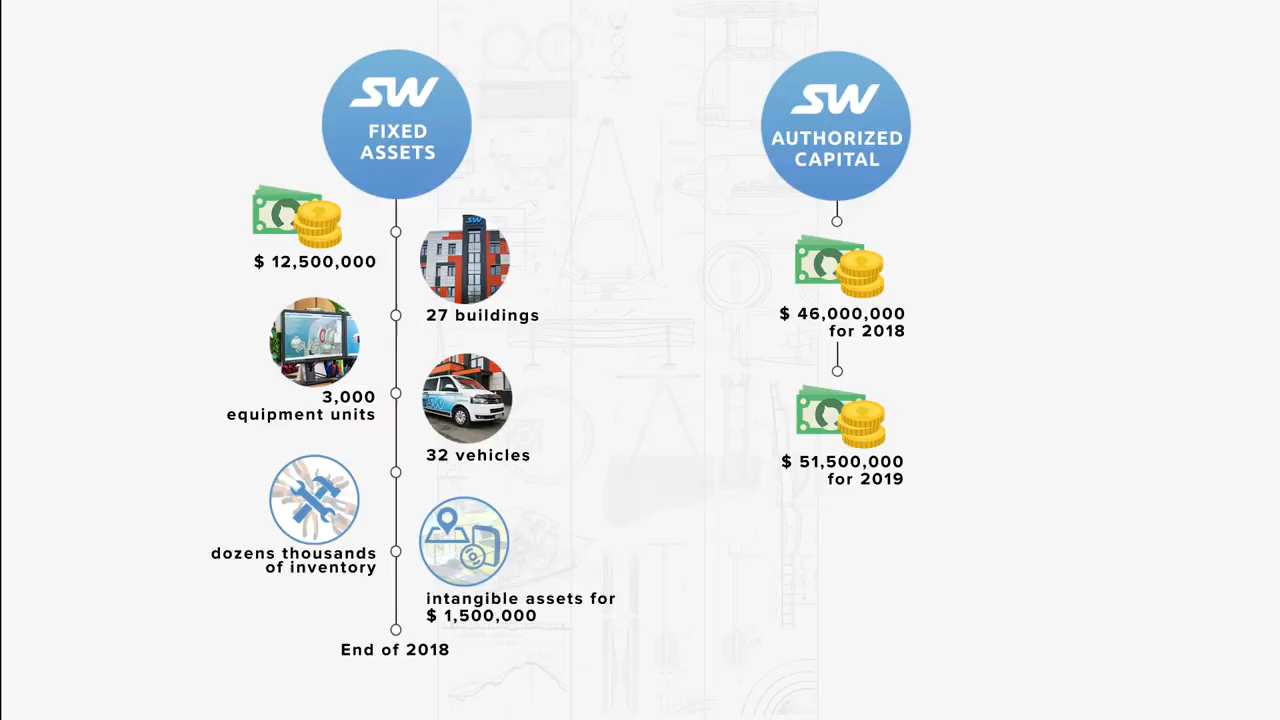 SW
FIXED
ASSETS
$ 12,500,000
SW
27 buildings
3,000
equipment units
SW
32 vehicles
dozens thousands
of inventory
intangible assets for
$ 1,500,000
End of 2018
SW
AUTHORIZED
CAPITAL
$ 46,000,000
for 2018
$ 51,500,000
for 2019